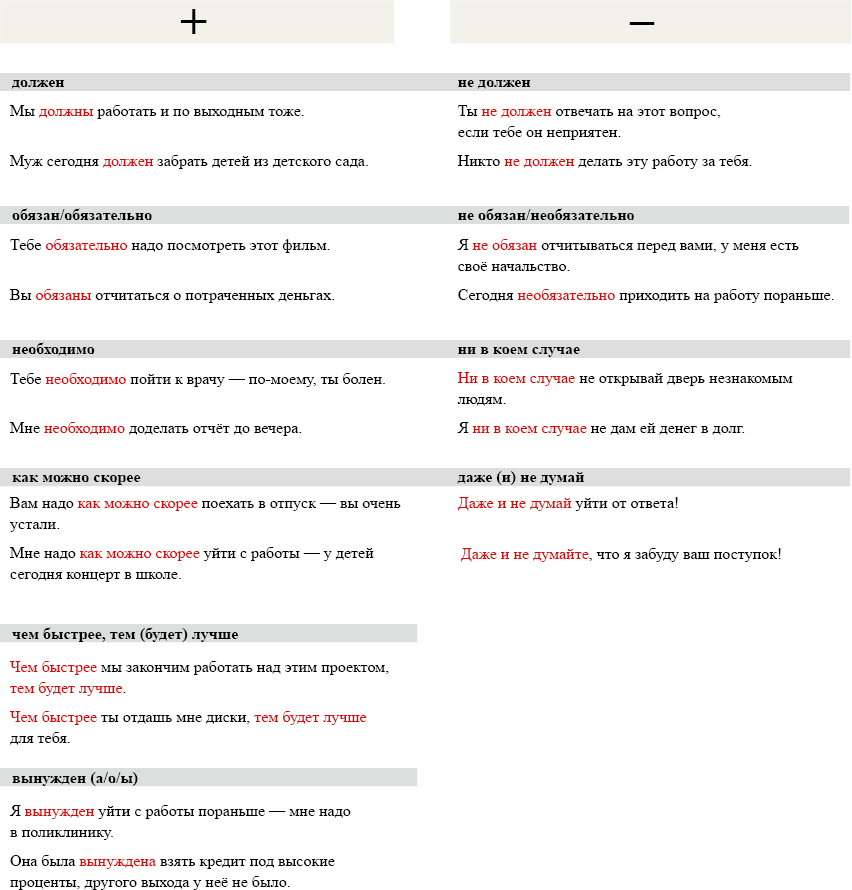 +
–
должен
не должен
Мы должны работать и по выходным тоже.
Ты не должен отвечать на этот вопрос,
если тебе он неприятен.
Муж сегодня должен забрать детей из детского сада.
Никто не должен делать эту работу за тебя.
обязан/обязательно
не обязан/необязательно
Тебе обязательно надо посмотреть этот фильм.
Я не обязан отчитываться перед вами, у меня есть
своё начальство.
Вы обязаны отчитаться о потраченных деньгах.
Сегодня необязательно приходить на работу пораньше.
необходимо
ни в коем случае
Тебе необходимо пойти к врачу — по-моему, ты болен.
Ни в коем случае не открывай дверь незнакомым
людям.
Мне необходимо доделать отчёт до вечера.
Я ни в коем случае не дам ей денег в долг.
как можно скорее
даже (и) не думай
Вам надо как можно скорее поехать в отпуск — вы очень
устали.
Даже и не думай уйти от ответа!
Мне надо как можно скорее уйти с работы — у детей
сегодня концерт в школе.
Даже и не думайте, что я забуду ваш поступок!
чем быстрее, тем (будет) лучше
Чем быстрее мы закончим работать над этим проектом,
тем будет лучше.
Чем быстрее ты отдашь мне диски, тем будет лучше
для тебя.
вынужден (а/о/ы)
Я вынужден уйти с работы пораньше — мне надо
в поликлинику.
Она была вынуждена взять кредит под высокие
проценты, другого выхода у неё не было.